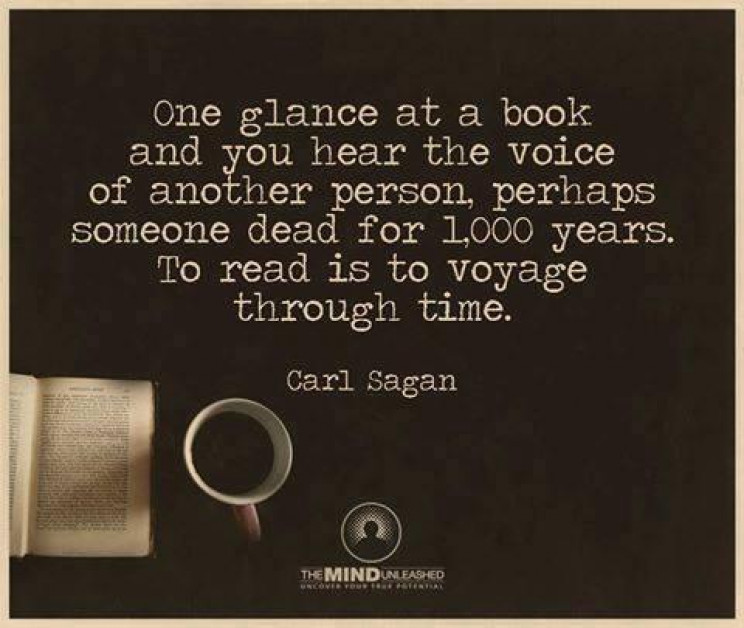 One glance at a book
and you hear the voice
of another person, perhaps
someone dead for 1,000 years.
To read is to voyage
through time.
Carl Sagan
THE MIND UNLEASHED
UNCOVER YOUR TRUE POTENTIAL